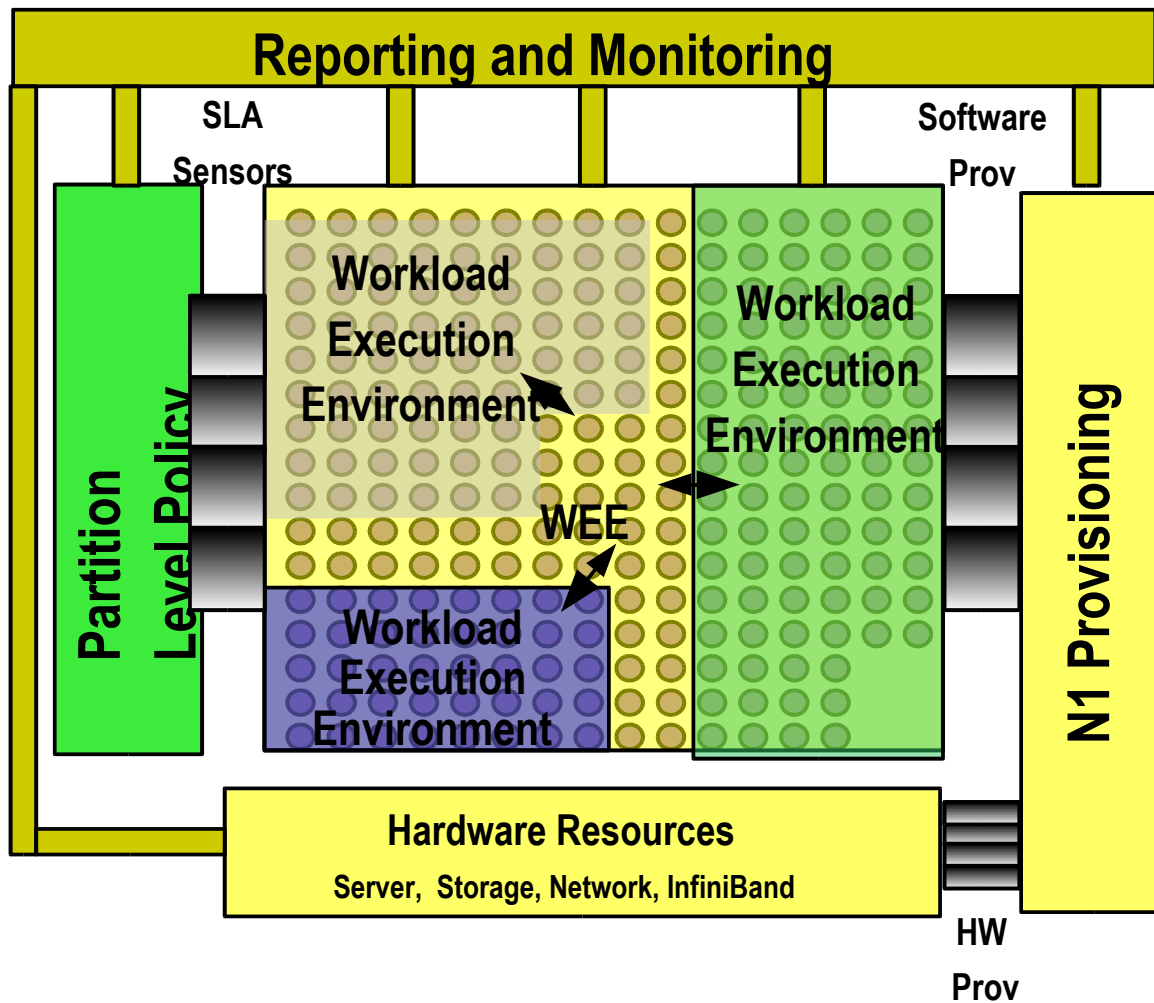 Reporting and Monitoring
SLA
Sensors
Software
Prov
Partition
Level Policy
Workload
Execution
Environment
Workload
Execution
Environment
WEE
Workload
Execution
Environment
N1 Provisioning
Hardware Resources
Server, Storage, Network, InfiniBand
HW
Prov